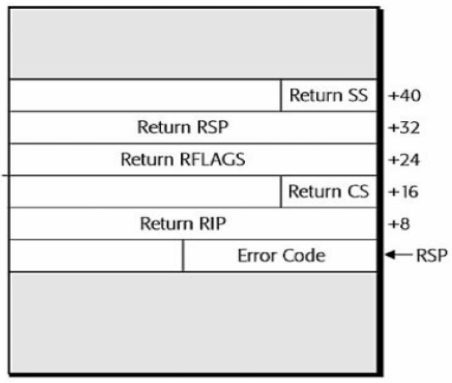 Return SS +40
Return RSP +32
Return RFLAGS +24
Return CS +16
Return RIP +8
Error Code RSP